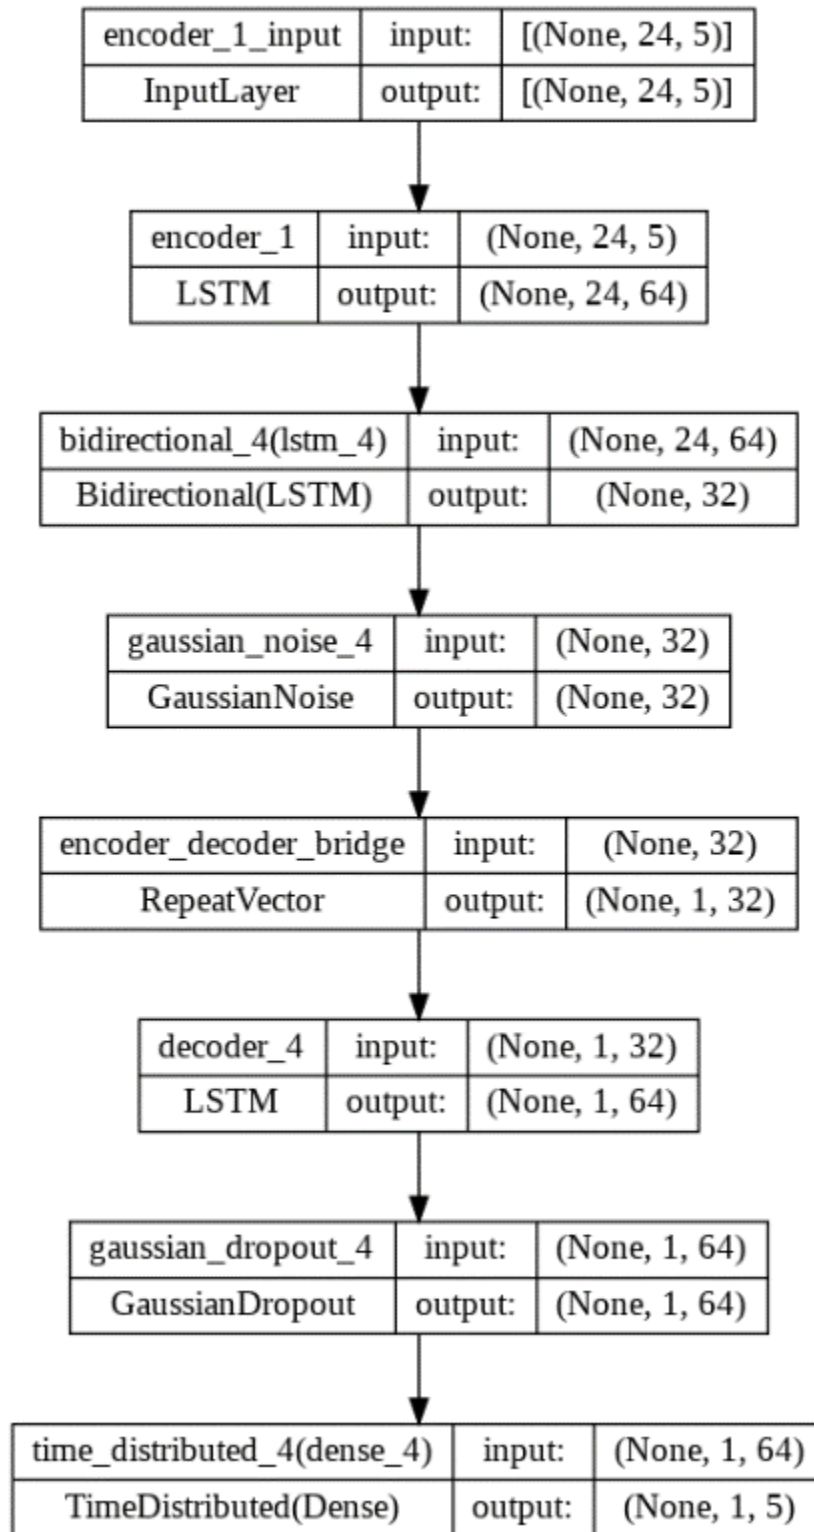 encoder_1_input input: [(None, 24, 5)]
InputLayer output: [(None, 24, 5)]
encoder_1 input: (None, 24, 5)
LSTM output: (None, 24, 64)
bidirectional_4(lstm_4) input: (None, 24, 64)
Bidirectional(LSTM) output: (None, 32)
gaussian_noise_4 input: (None, 32)
GaussianNoise output: (None, 32)
encoder_decoder_bridge input: (None, 32)
RepeatVector output: (None, 1, 32)
decoder_4 input: (None, 1, 32)
LSTM output: (None, 1, 64)
gaussian_dropout_4 input: (None, 1, 64)
GaussianDropout output: (None, 1, 64)
time_distributed_4(dense_4) input: (None, 1, 64)
TimeDistributed(Dense) output: (None, 1, 5)